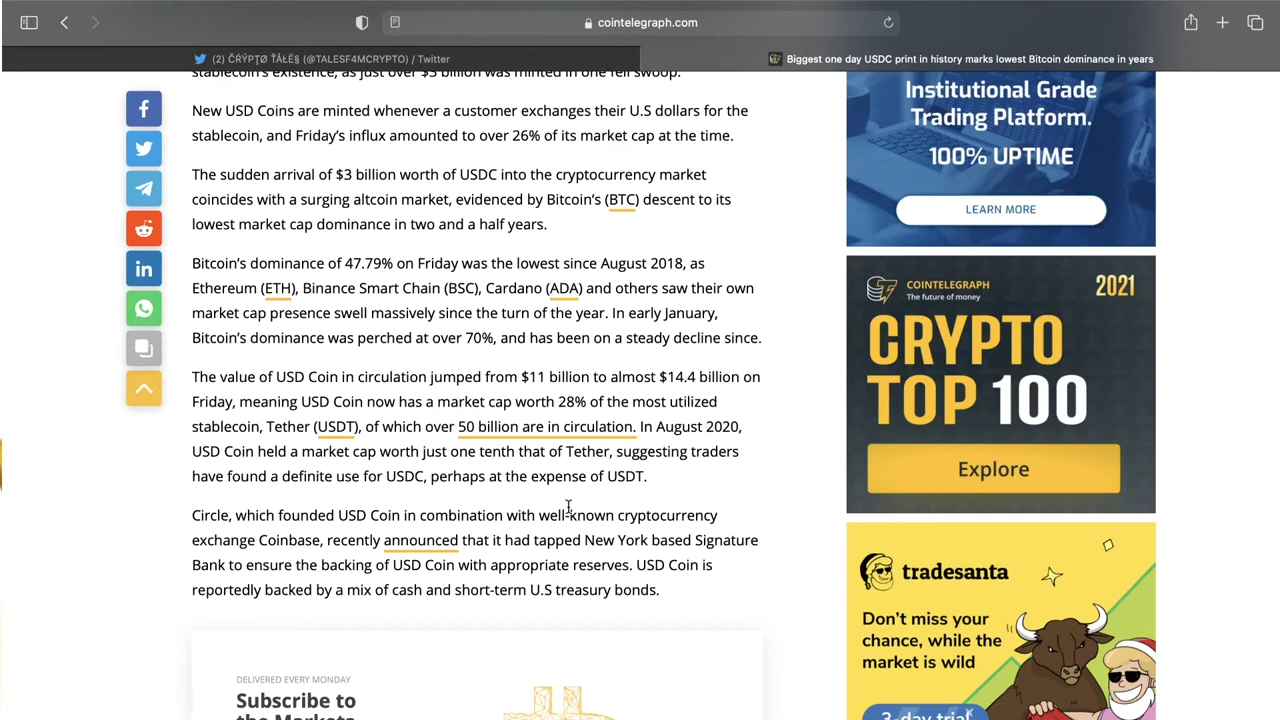 cointelegraph.com
(2) ČŔÝPŢØ ŤÅŁË§ (@TALESF4MCRYPTO) / Twitter
Biggest one day USDC print in history marks lowest Bitcoin dominance in years
stablecoin's existence, as just over $3 billion was minted in one fell swoop.
New USD Coins are minted whenever a customer exchanges their U.S dollars for the
stablecoin, and Friday's influx amounted to over 26% of its market cap at the time.
The sudden arrival of $3 billion worth of USDC into the cryptocurrency market
coincides with a surging altcoin market, evidenced by Bitcoin's (BTC) descent to its
lowest market cap dominance in two and a half years.
Bitcoin's dominance of 47.79% on Friday was the lowest since August 2018, as
Ethereum (ETH), Binance Smart Chain (BSC), Cardano (ADA) and others saw their own
market cap presence swell massively since the turn of the year. In early January,
Bitcoin's dominance was perched at over 70%, and has been on a steady decline since.
The value of USD Coin in circulation jumped from $11 billion to almost $14.4 billion on
Friday, meaning USD Coin now has a market cap worth 28% of the most utilized
stablecoin, Tether (USDT), of which over 50 billion are in circulation. In August 2020,
USD Coin held a market cap worth just one tenth that of Tether, suggesting traders
have found a definite use for USDC, perhaps at the expense of USDT.
Circle, which founded USD Coin in combination with well-known cryptocurrency
exchange Coinbase, recently announced that it had tapped New York based Signature
Bank to ensure the backing of USD Coin with appropriate reserves. USD Coin is
reportedly backed by a mix of cash and short-term U.S treasury bonds.
DELIVERED EVERY MONDAY
Subscribe to
the Markets
Institutional Grade
Trading Platform.
100% UPTIME
LEARN MORE
COINTELEGRAPH
The future of money
2021
CRYPTO
TOP 100
Explore
tradesanta
Don't miss your
chance, while the
market is wild
3-day trial